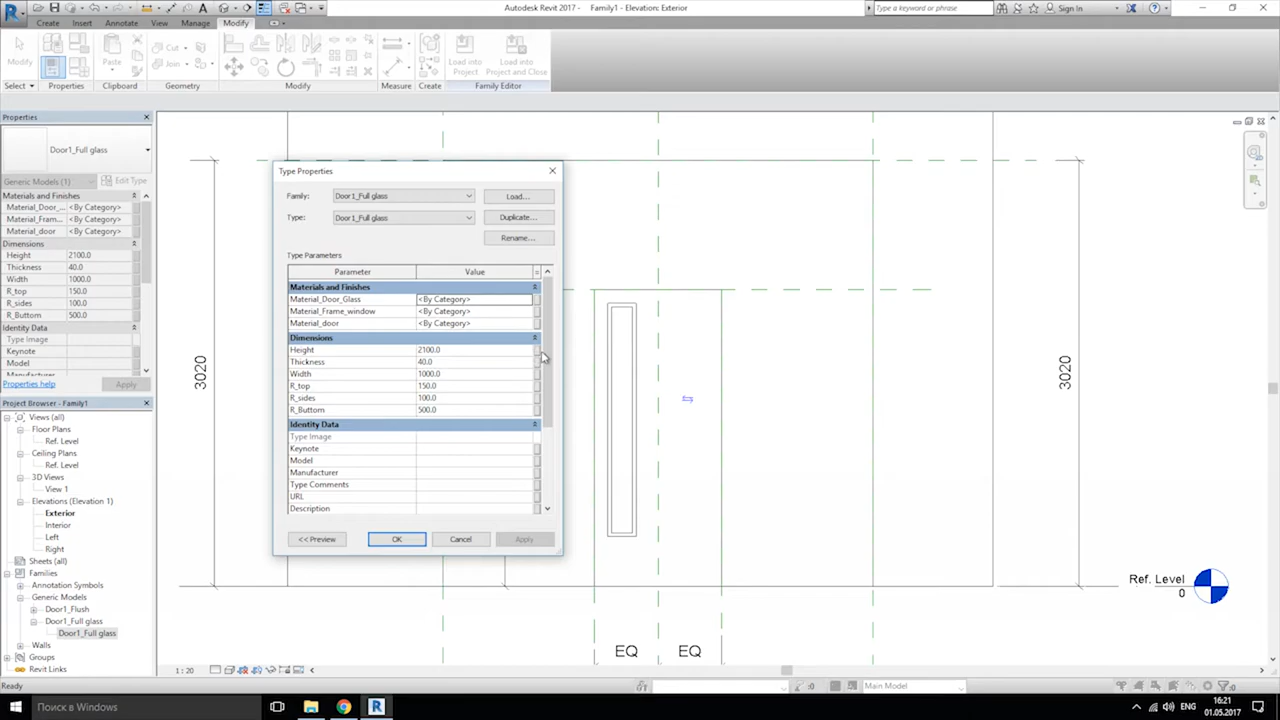 Autodesk Revit 2017 - Family1 - Elevation: Exterior
Type a keyword or phrase
Sign In
Create Insert Annotate View Manage Modify
Modify
Paste
Cut
Join
Load into Project
Load into Project and Close
Select Properties Clipboard Geometry Modify Measure Create Family Editor
Properties
Door1_Full glass
Generic Models (1)
Edit Type
Materials and Finishes
Material_Door_... <By Category>
Material_Fram... <By Category>
Material_door <By Category>
Dimensions
Height 2100.0
Thickness 40.0
Width 1000.0
R_top 150.0
R_sides 100.0
R_Buttom 500.0
Identity Data
Type Image
Keynote
Model
Manufacturer
Properties help
Apply
Project Browser - Family1
Views (all)
Floor Plans
Ref. Level
Ceiling Plans
Ref. Level
3D Views
View 1
Elevations (Elevation 1)
Exterior
Interior
Left
Right
Sheets (all)
Families
Annotation Symbols
Generic Models
Door1_Flush
Door1_Full glass
Door1_Full glass
Walls
Groups
Revit Links
Type Properties
Family: Door1_Full glass
Load...
Type: Door1_Full glass
Duplicate...
Rename...
Type Parameters
Parameter Value =
Materials and Finishes
Material_Door_Glass <By Category>
Material_Frame_window <By Category>
Material_door <By Category>
Dimensions
Height 2100.0
Thickness 40.0
Width 1000.0
R_top 150.0
R_sides 100.0
R_Buttom 500.0
Identity Data
Type Image
Keynote
Model
Manufacturer
Type Comments
URL
Description
<< Preview OK Cancel Apply
3020
3020
Ref. Level
0
EQ EQ
1 : 20
Ready
:0
Main Model
:0
Поиск в Windows
ENG
16:21
01.05.2017